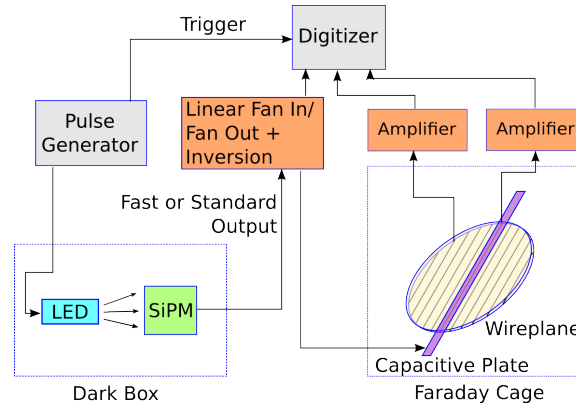 Trigger
Digitizer
Pulse
Generator
Linear Fan In/
Fan Out +
Inversion
Amplifier
Amplifier
Fast or Standard
Output
LED
SiPM
Wireplane
Capacitive Plate
Dark Box
Faraday Cage